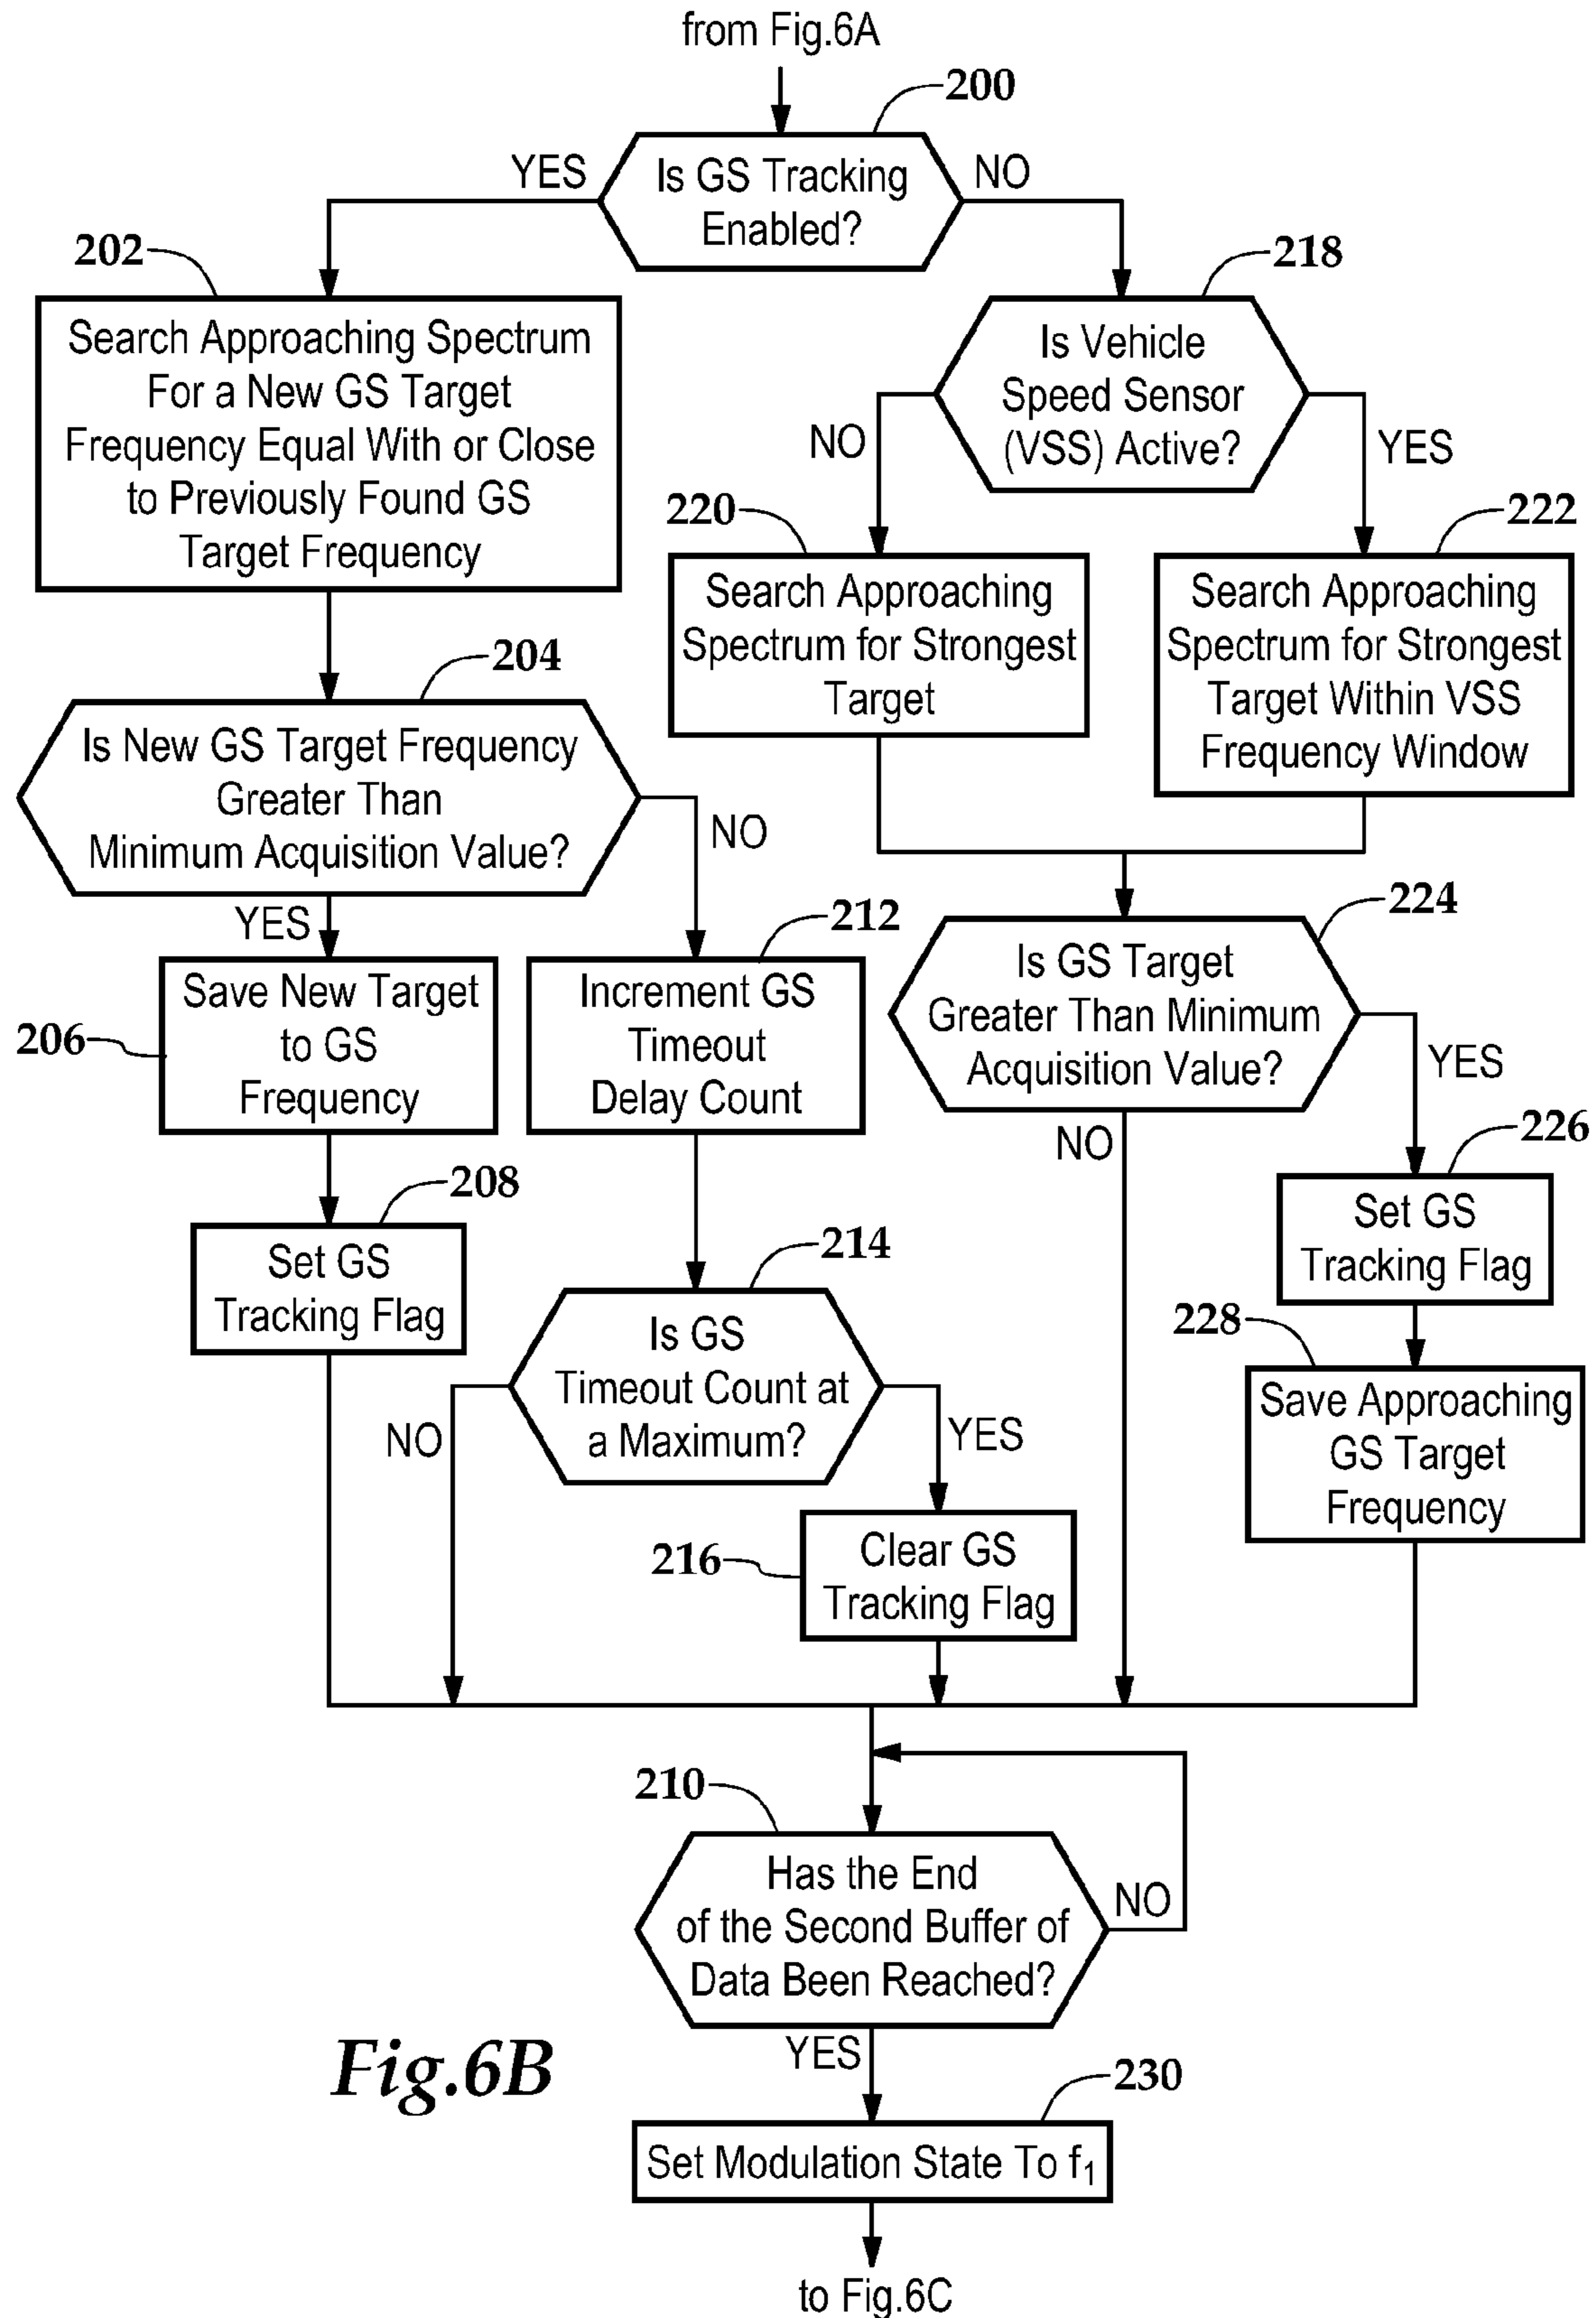 from Fig.6A
200
YES
Is GS Tracking
Enabled?
NO
202
Search Approaching Spectrum
For a New GS Target
Frequency Equal With or Close
to Previously Found GS
Target Frequency
218
Is Vehicle
Speed Sensor
(VSS) Active?
NO
YES
220
Search Approaching
Spectrum for Strongest
Target
222
Search Approaching
Spectrum for Strongest
Target Within VSS
Frequency Window
204
Is New GS Target Frequency
Greater Than
Minimum Acquisition Value?
NO
YES
206
Save New Target
to GS
Frequency
212
Increment GS
Timeout
Delay Count
224
Is GS Target
Greater Than Minimum
Acquisition Value?
YES
NO
208
Set GS
Tracking Flag
214
Is GS
Timeout Count at
a Maximum?
NO
YES
226
Set GS
Tracking Flag
228
Save Approaching
GS Target
Frequency
216
Clear GS
Tracking Flag
210
Has the End
of the Second Buffer of
Data Been Reached?
NO
YES
Fig.6B
230
Set Modulation State To f₁
to Fig.6C